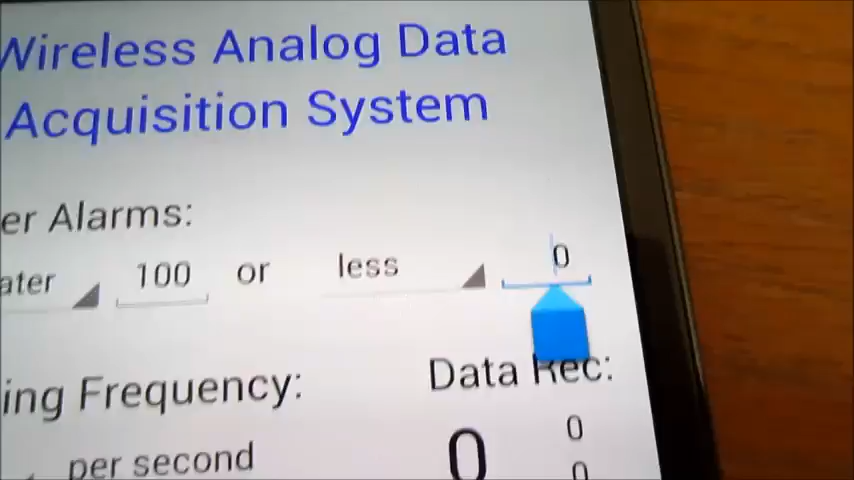 Wireless Analog Data
Acquisition System
er Alarms:
ater 100 or less 0
ing Frequency: Data Rec:
per second 0 0
0